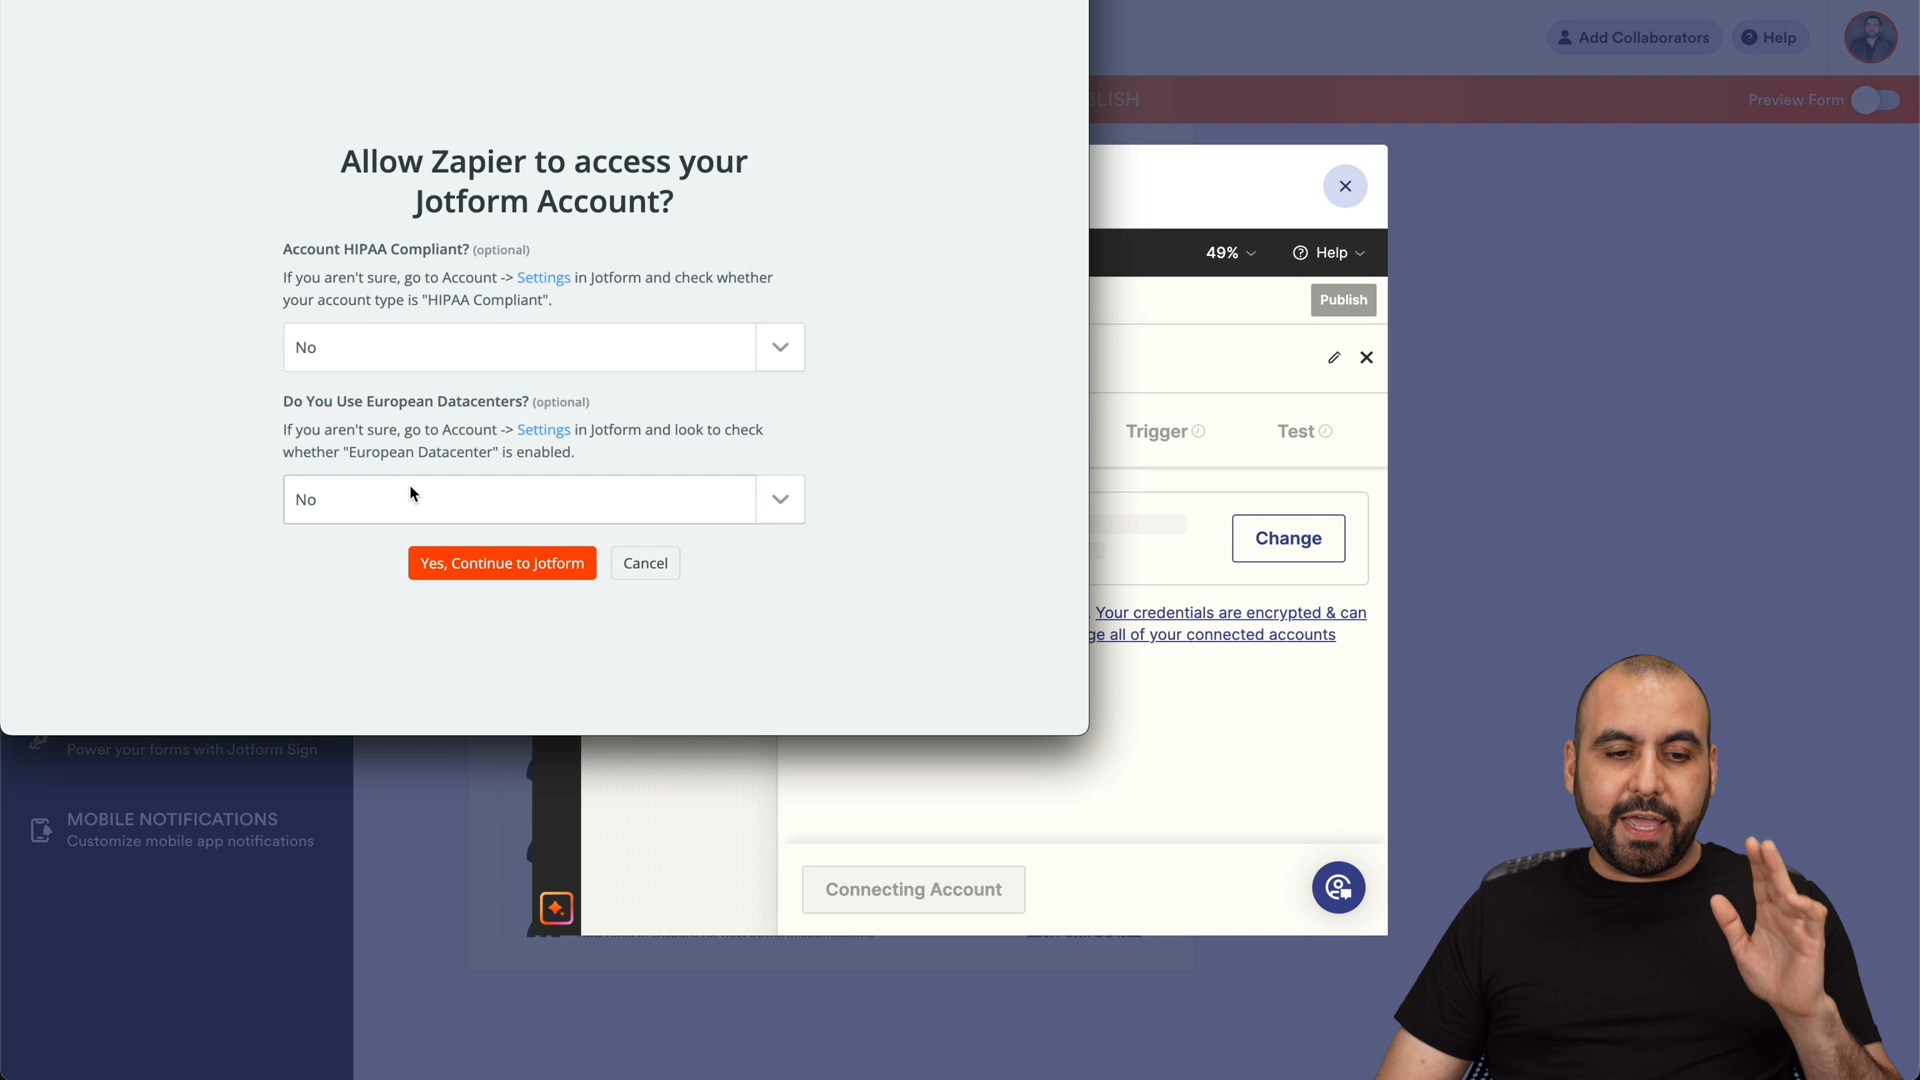 Allow Zapier to access your
Jotform Account?
Account HIPAA Compliant? (optional)
If you aren't sure, go to Account -> Settings in Jotform and check whether
your account type is "HIPAA Compliant".
No
Do You Use European Datacenters? (optional)
If you aren't sure, go to Account -> Settings in Jotform and look to check
whether "European Datacenter" is enabled.
No
Yes, Continue to Jotform
Cancel
Add Collaborators
Help
LISH
Preview Form
49%
Help
Publish
Trigger
Test
Change
Your credentials are encrypted & can
ge all of your connected accounts
Power your forms with Jotform Sign
MOBILE NOTIFICATIONS
Customize mobile app notifications
Connecting Account